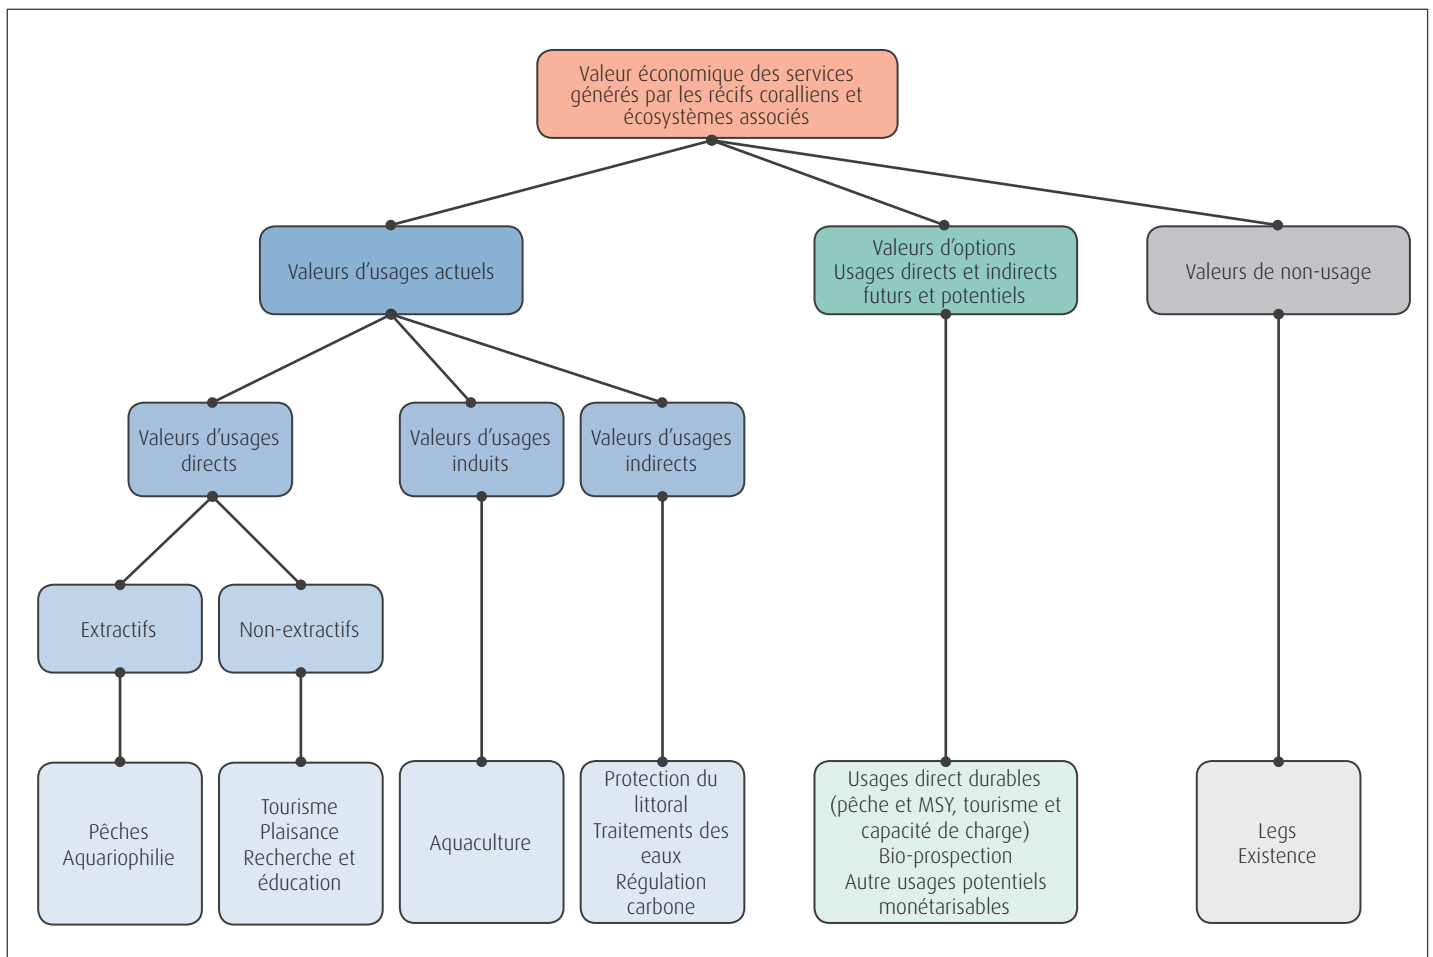 Valeur économique des services
générés par les récifs coralliens et
écosystèmes associés
Valeurs d'usages actuels
Valeurs d'options
Usages directs et indirects
futurs et potentiels
Valeurs de non-usage
Valeurs d'usages
directs
Valeurs d'usages
induits
Valeurs d'usages
indirects
Extractifs
Non-extractifs
Pêches
Aquariophilie
Tourisme
Plaisance
Recherche et
éducation
Aquaculture
Protection du
littoral
Traitements des
eaux
Régulation
carbone
Usages direct durables
(pêche et MSY, tourisme et
capacité de charge)
Bio-prospection
Autre usages potentiels
monétarisables
Legs
Existence